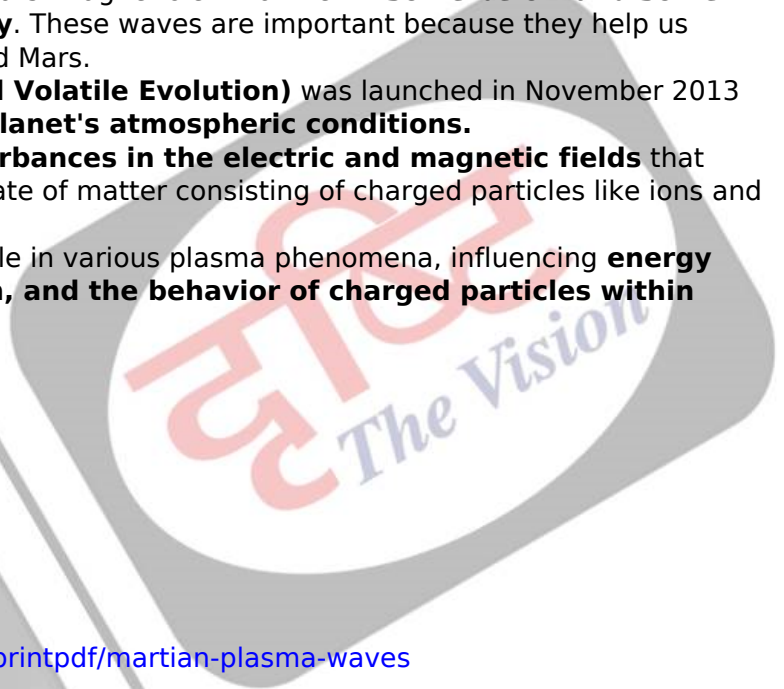 y. These waves are important because they help us
d Mars.
l Volatile Evolution) was launched in November 2013
lanet's atmospheric conditions.
rbances in the electric and magnetic fields that
ate of matter consisting of charged particles like ions and
le in various plasma phenomena, influencing energy
, and the behavior of charged particles within
दृष्टि
The Vision
printpdf/martian-plasma-waves